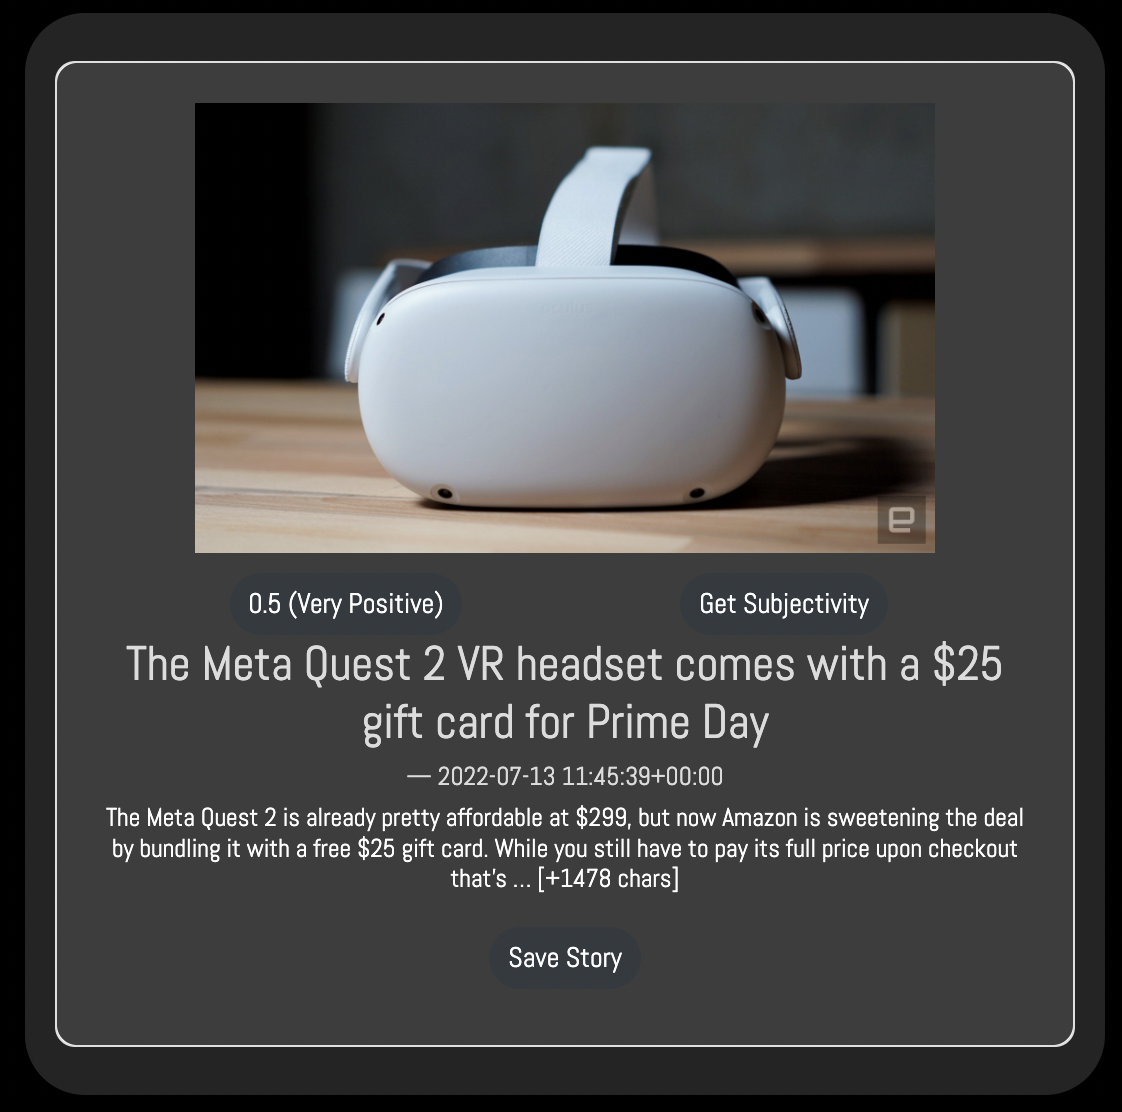 0.5 (Very Positive)
Get Subjectivity
The Meta Quest 2 VR headset comes with a $25
gift card for Prime Day
— 2022-07-13 11:45:39+00:00
The Meta Quest 2 is already pretty affordable at $299, but now Amazon is sweetening the deal
by bundling it with a free $25 gift card. While you still have to pay its full price upon checkout
that's … [+1478 chars]
Save Story